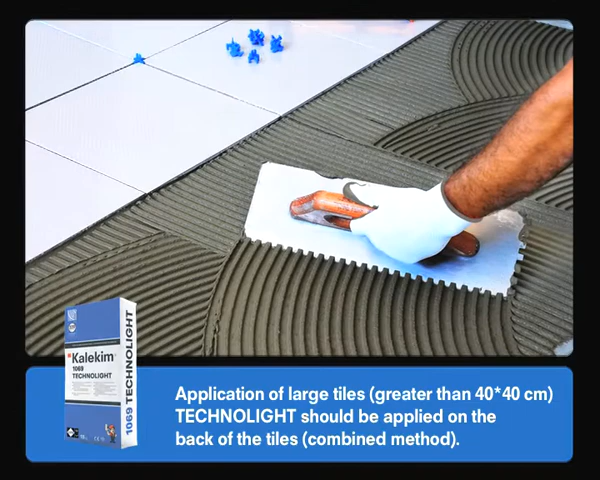 Kalekim
1069
TECHNOLIGHT
1069 TECHNOLIGHT
Application of large tiles (greater than 40*40 cm)
TECHNOLIGHT should be applied on the
back of the tiles (combined method).